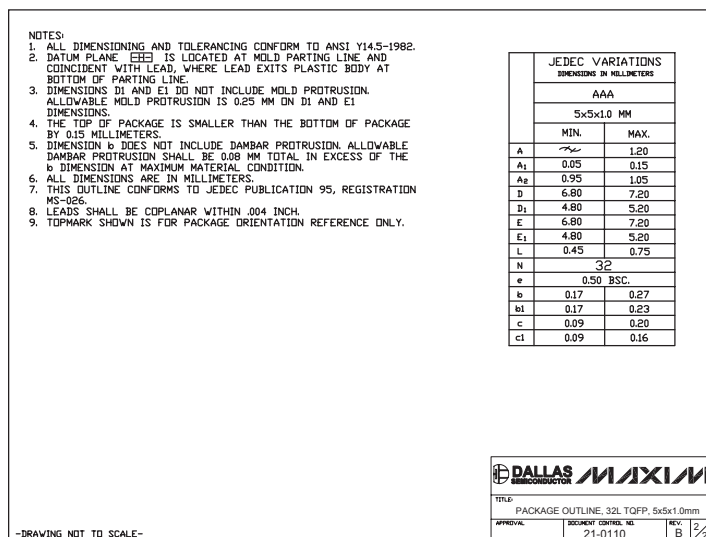 NOTES:
1. ALL DIMENSIONING AND TOLERANCING CONFORM TO ANSI Y14.5-1982.
2. DATUM PLANE -H- IS LOCATED AT MOLD PARTING LINE AND
COINCIDENT WITH LEAD, WHERE LEAD EXITS PLASTIC BODY AT
BOTTOM OF PARTING LINE.
3. DIMENSIONS D1 AND E1 DO NOT INCLUDE MOLD PROTRUSION.
ALLOWABLE MOLD PROTRUSION IS 0.25 MM ON D1 AND E1
DIMENSIONS.
4. THE TOP OF PACKAGE IS SMALLER THAN THE BOTTOM OF PACKAGE
BY 0.15 MILLIMETERS.
5. DIMENSION b DOES NOT INCLUDE DAMBAR PROTRUSION. ALLOWABLE
DAMBAR PROTRUSION SHALL BE 0.08 MM TOTAL IN EXCESS OF THE
b DIMENSION AT MAXIMUM MATERIAL CONDITION.
6. ALL DIMENSIONS ARE IN MILLIMETERS.
7. THIS OUTLINE CONFORMS TO JEDEC PUBLICATION 95, REGISTRATION
MS-026.
8. LEADS SHALL BE COPLANAR WITHIN .004 INCH.
9. TOPMARK SHOWN IS FOR PACKAGE ORIENTATION REFERENCE ONLY.
JEDEC VARIATIONS
DIMENSIONS IN MILLIMETERS
AAA
5x5x1.0 MM
MIN. MAX.
A 1.20
A1 0.05 0.15
A2 0.95 1.05
D 6.80 7.20
D1 4.80 5.20
E 6.80 7.20
E1 4.80 5.20
L 0.45 0.75
N 32
e 0.50 BSC.
b 0.17 0.27
b1 0.17 0.23
c 0.09 0.20
c1 0.09 0.16
DALLAS SEMICONDUCTOR MAXIM
TITLE:
PACKAGE OUTLINE, 32L TQFP, 5x5x1.0mm
APPROVAL DOCUMENT CONTROL NO. REV.
21-0110 B 2/
-DRAWING NOT TO SCALE-